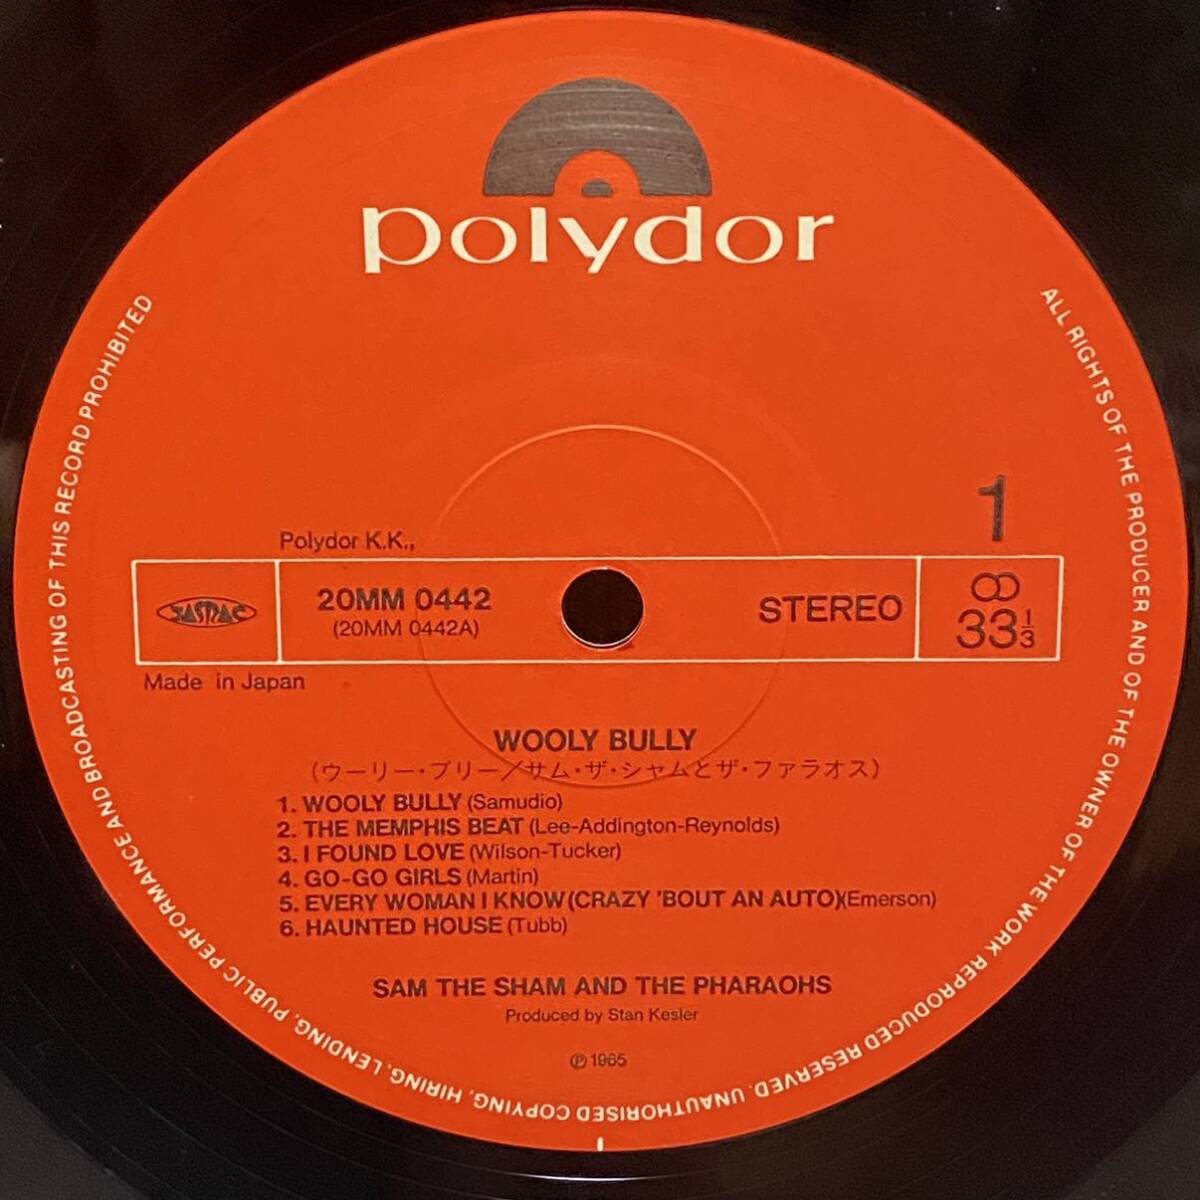 polydor
1
Polydor K.K.,
JASRAC
20MM 0442
(20MM 0442A)
STEREO
33 1/3
Made in Japan
WOOLY BULLY
(ウーリー・ブリー/サム・ザ・シャムとザ・ファラオス)
1. WOOLY BULLY (Samudio)
2. THE MEMPHIS BEAT (Lee-Addington-Reynolds)
3. I FOUND LOVE (Wilson-Tucker)
4. GO-GO GIRLS (Martin)
5. EVERY WOMAN I KNOW (CRAZY 'BOUT AN AUTO)(Emerson)
6. HAUNTED HOUSE (Tubb)
SAM THE SHAM AND THE PHARAOHS
Produced by Stan Kesler
℗ 1965
ALL RIGHTS OF THE PRODUCER AND OF THE OWNER OF THE WORK REPRODUCED RESERVED. UNAUTHORISED COPYING, HIRING, LENDING, PUBLIC PERFORMANCE AND BROADCASTING OF THIS RECORD PROHIBITED